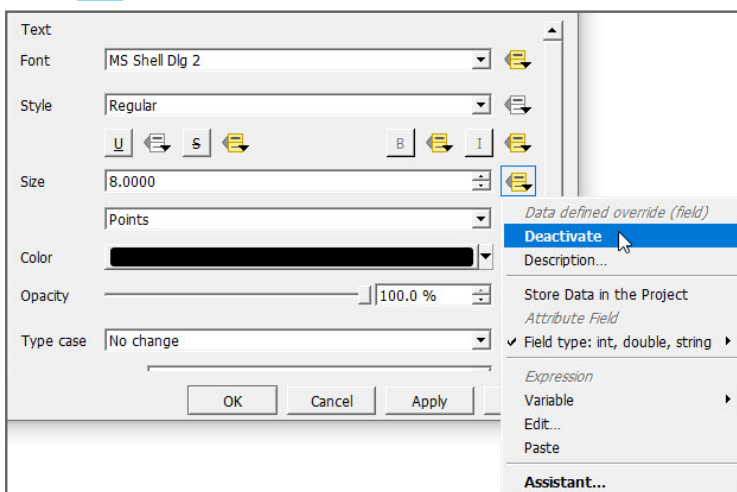 Text
Font MS Shell Dlg 2
Style Regular
U S B I
Size 8.0000
Points
Data defined override (field)
Deactivate
Description...
Color
Opacity 100.0 %
Store Data in the Project
Attribute Field
Type case No change
Field type: int, double, string
Expression
OK Cancel Apply
Variable
Edit...
Paste
Assistant...